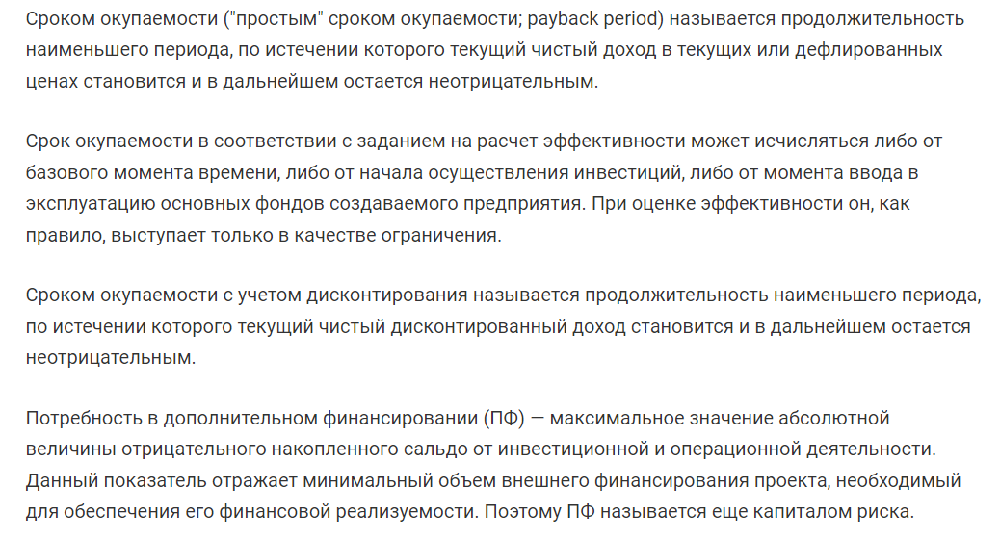 Сроком окупаемости ("простым" сроком окупаемости; payback period) называется продолжительность
наименьшего периода, по истечении которого текущий чистый доход в текущих или дефлированных
ценах становится и в дальнейшем остается неотрицательным.
Срок окупаемости в соответствии с заданием на расчет эффективности может исчисляться либо от
базового момента времени, либо от начала осуществления инвестиций, либо от момента ввода в
эксплуатацию основных фондов создаваемого предприятия. При оценке эффективности он, как
правило, выступает только в качестве ограничения.
Сроком окупаемости с учетом дисконтирования называется продолжительность наименьшего периода,
по истечении которого текущий чистый дисконтированный доход становится и в дальнейшем остается
неотрицательным.
Потребность в дополнительном финансировании (ПФ) — максимальное значение абсолютной
величины отрицательного накопленного сальдо от инвестиционной и операционной деятельности.
Данный показатель отражает минимальный объем внешнего финансирования проекта, необходимый
для обеспечения его финансовой реализуемости. Поэтому ПФ называется еще капиталом риска.